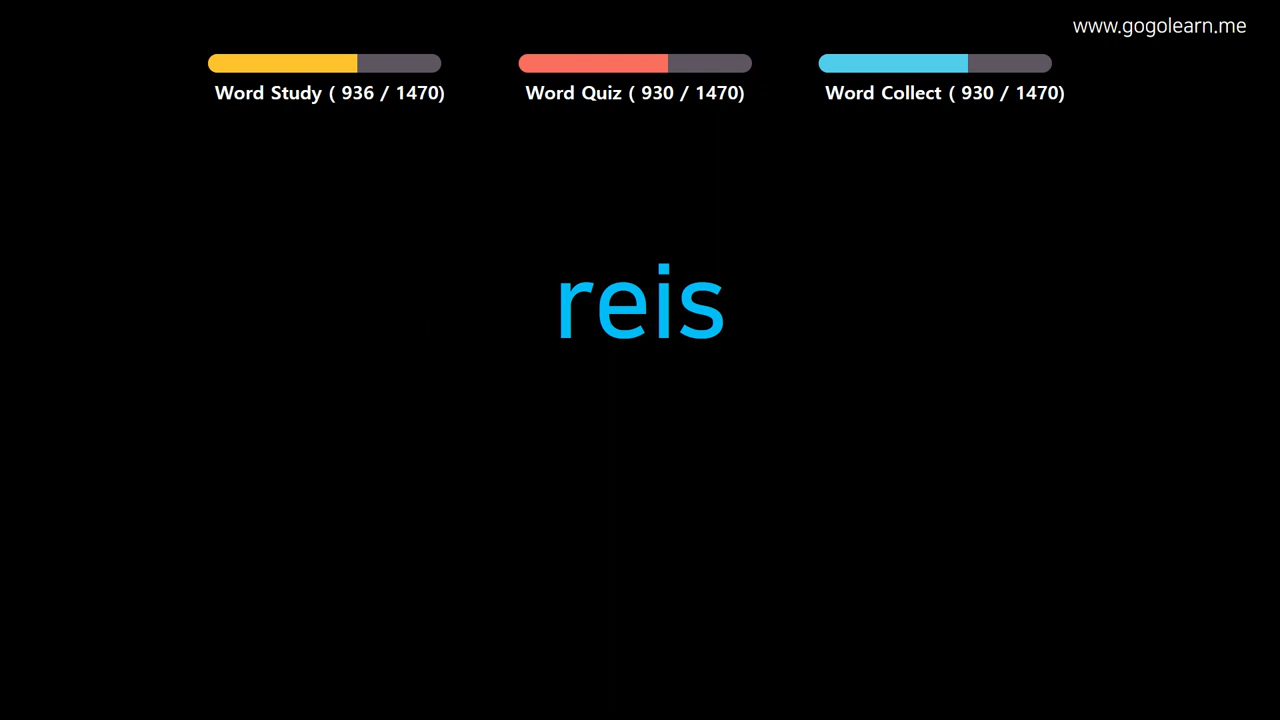 www.gogolearn.me
Word Study ( 936 / 1470)
Word Quiz ( 930 / 1470)
Word Collect ( 930 / 1470)
reis